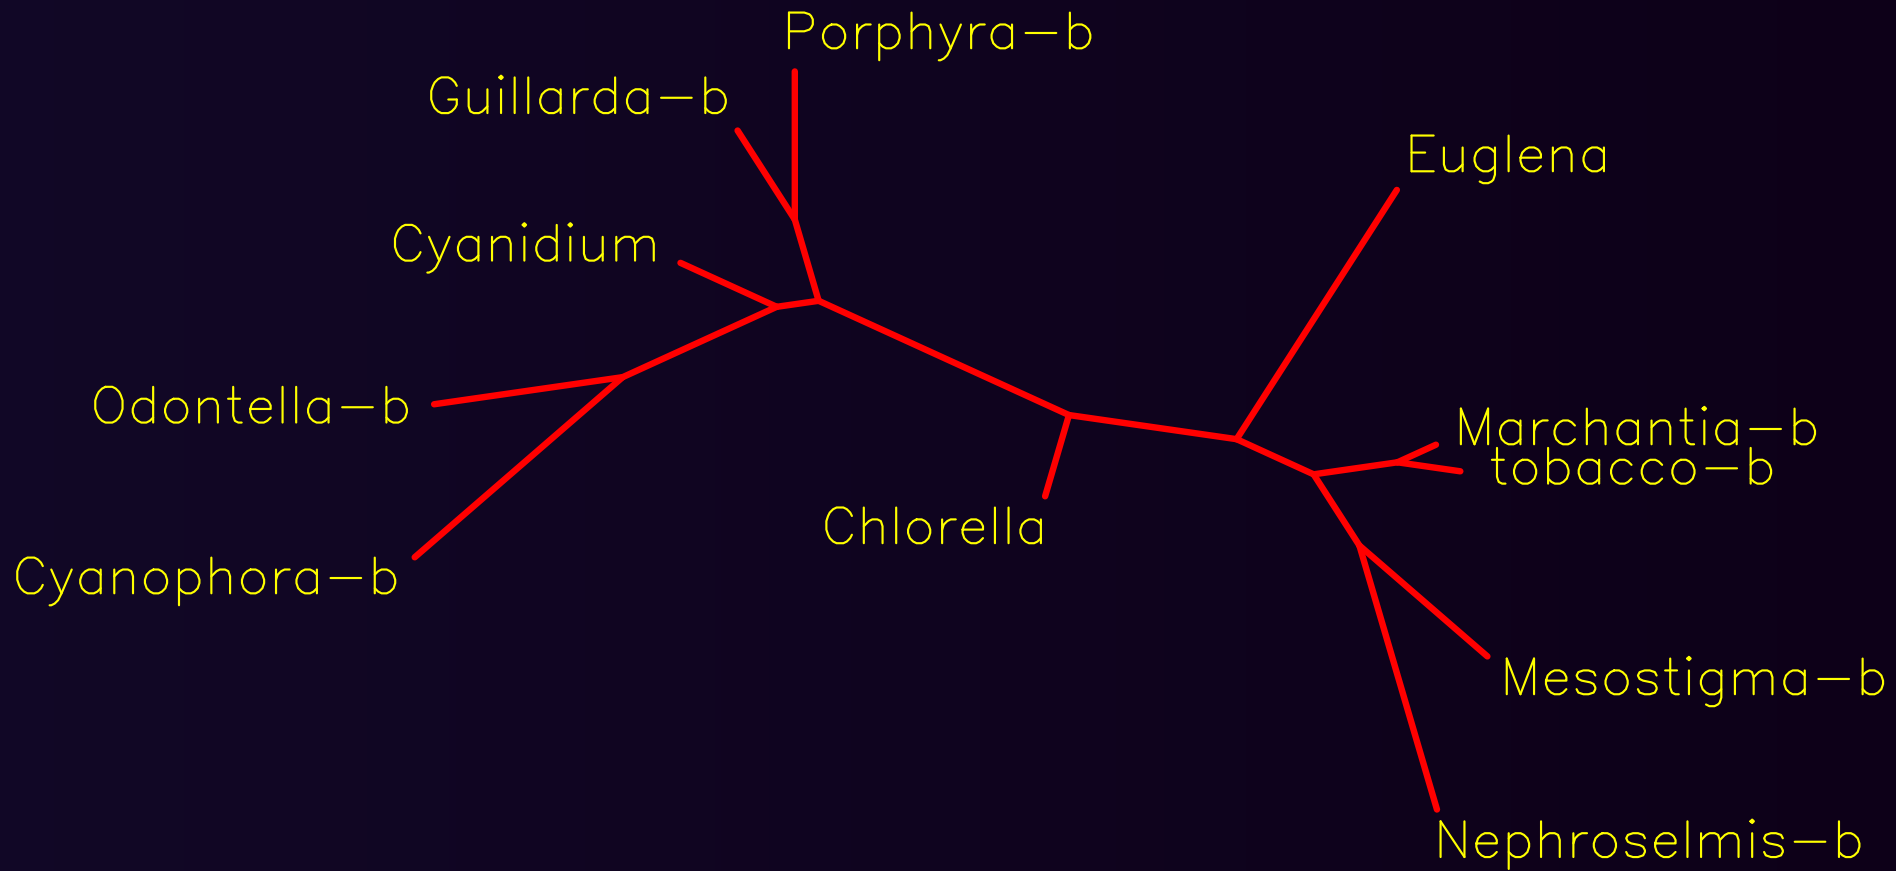 Porphyra-b
Guillarda-b
Euglena
Cyanidium
Odontella-b
Marchantia-b
tobacco-b
Chlorella
Cyanophora-b
Mesostigma-b
Nephroselmis-b